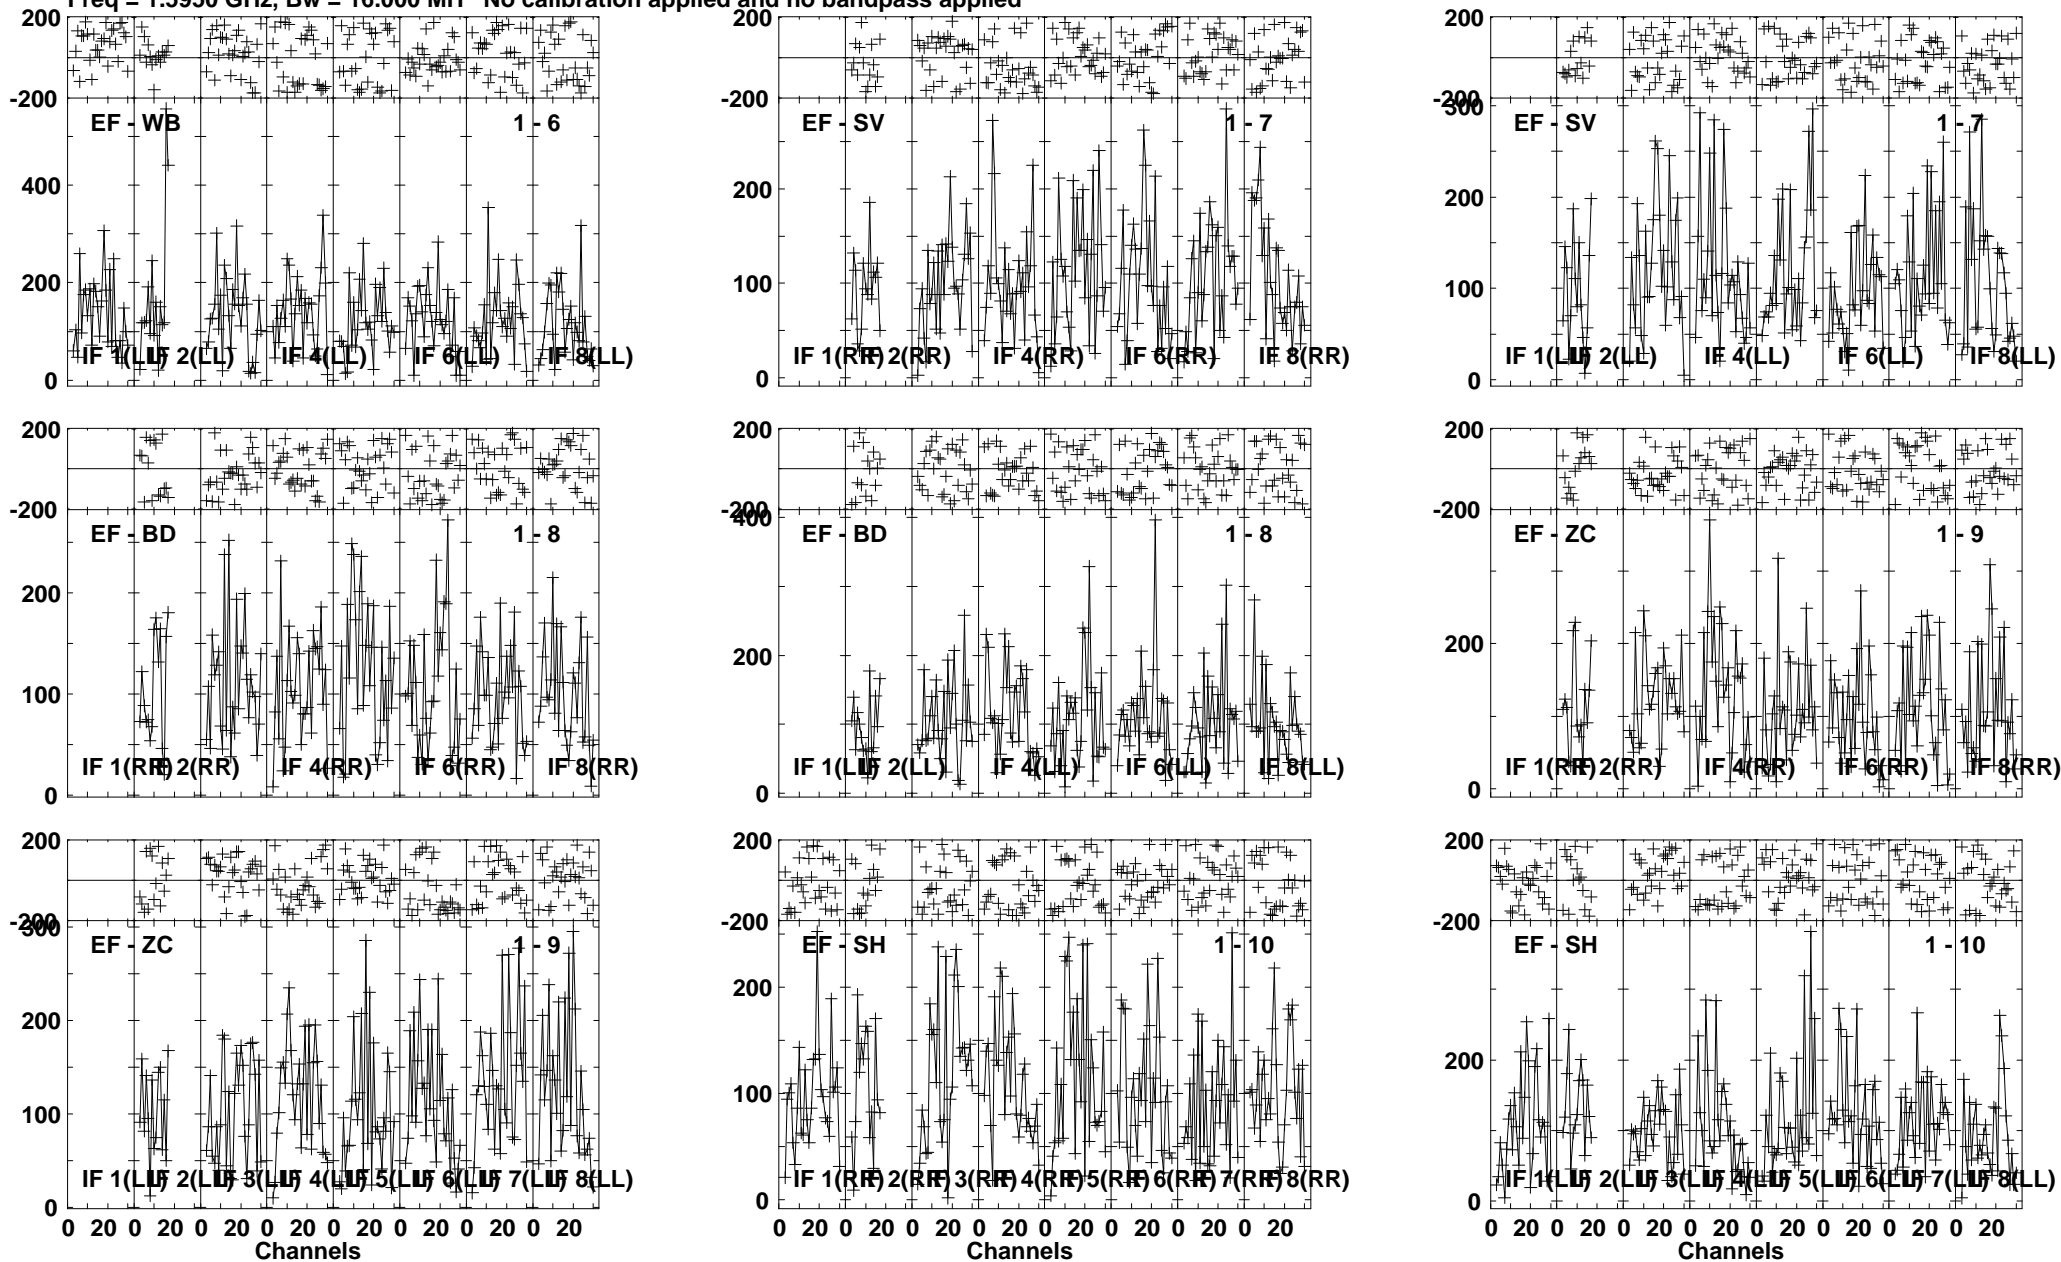 Freq = 1.5950 GHz, Bw = 16.000 MH No calibration applied and no bandpass applied
200
-200
EF - WB 1 - 6
400
200
0
IF 1(LL) IF 2(LL) IF 4(LL) IF 6(LL) IF 8(LL)
200
-200
EF - SV 1 - 7
200
100
0
IF 1(RR) IF 2(RR) IF 4(RR) IF 6(RR) IF 8(RR)
200
-200
300
EF - SV 1 - 7
200
100
0
IF 1(LL) IF 2(LL) IF 4(LL) IF 6(LL) IF 8(LL)
200
-200
EF - BD 1 - 8
200
100
0
IF 1(RR) IF 2(RR) IF 4(RR) IF 6(RR) IF 8(RR)
200
-200
400
EF - BD 1 - 8
200
0
IF 1(LL) IF 2(LL) IF 4(LL) IF 6(LL) IF 8(LL)
200
-200
EF - ZC 1 - 9
200
0
IF 1(RR) IF 2(RR) IF 4(RR) IF 6(RR) IF 8(RR)
200
-200
300
EF - ZC 1 - 9
200
100
0
IF 1(LL) IF 2(LL) IF 3(LL) IF 4(LL) IF 5(LL) IF 6(LL) IF 7(LL) IF 8(LL)
0 20 0 20 0 20 0 20 0 20 0 20 0 20 0 20
Channels
200
-200
EF - SH 1 - 10
200
100
0
IF 1(RR) IF 2(RR) IF 3(RR) IF 4(RR) IF 5(RR) IF 6(RR) IF 7(RR) IF 8(RR)
0 20 0 20 0 20 0 20 0 20 0 20 0 20 0 20
Channels
200
-200
EF - SH 1 - 10
200
0
IF 1(LL) IF 2(LL) IF 3(LL) IF 4(LL) IF 5(LL) IF 6(LL) IF 7(LL) IF 8(LL)
0 20 0 20 0 20 0 20 0 20 0 20 0 20 0 20
Channels